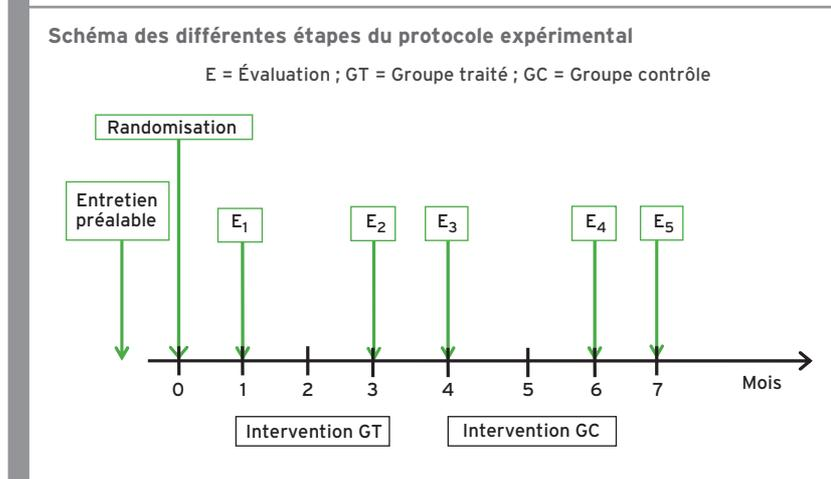 Schéma des différentes étapes du protocole expérimental
E = Évaluation ; GT = Groupe traité ; GC = Groupe contrôle
Randomisation
Entretien
préalable
E1
E2
E3
E4
E5
0
1
2
3
4
5
6
7
Mois
Intervention GT
Intervention GC